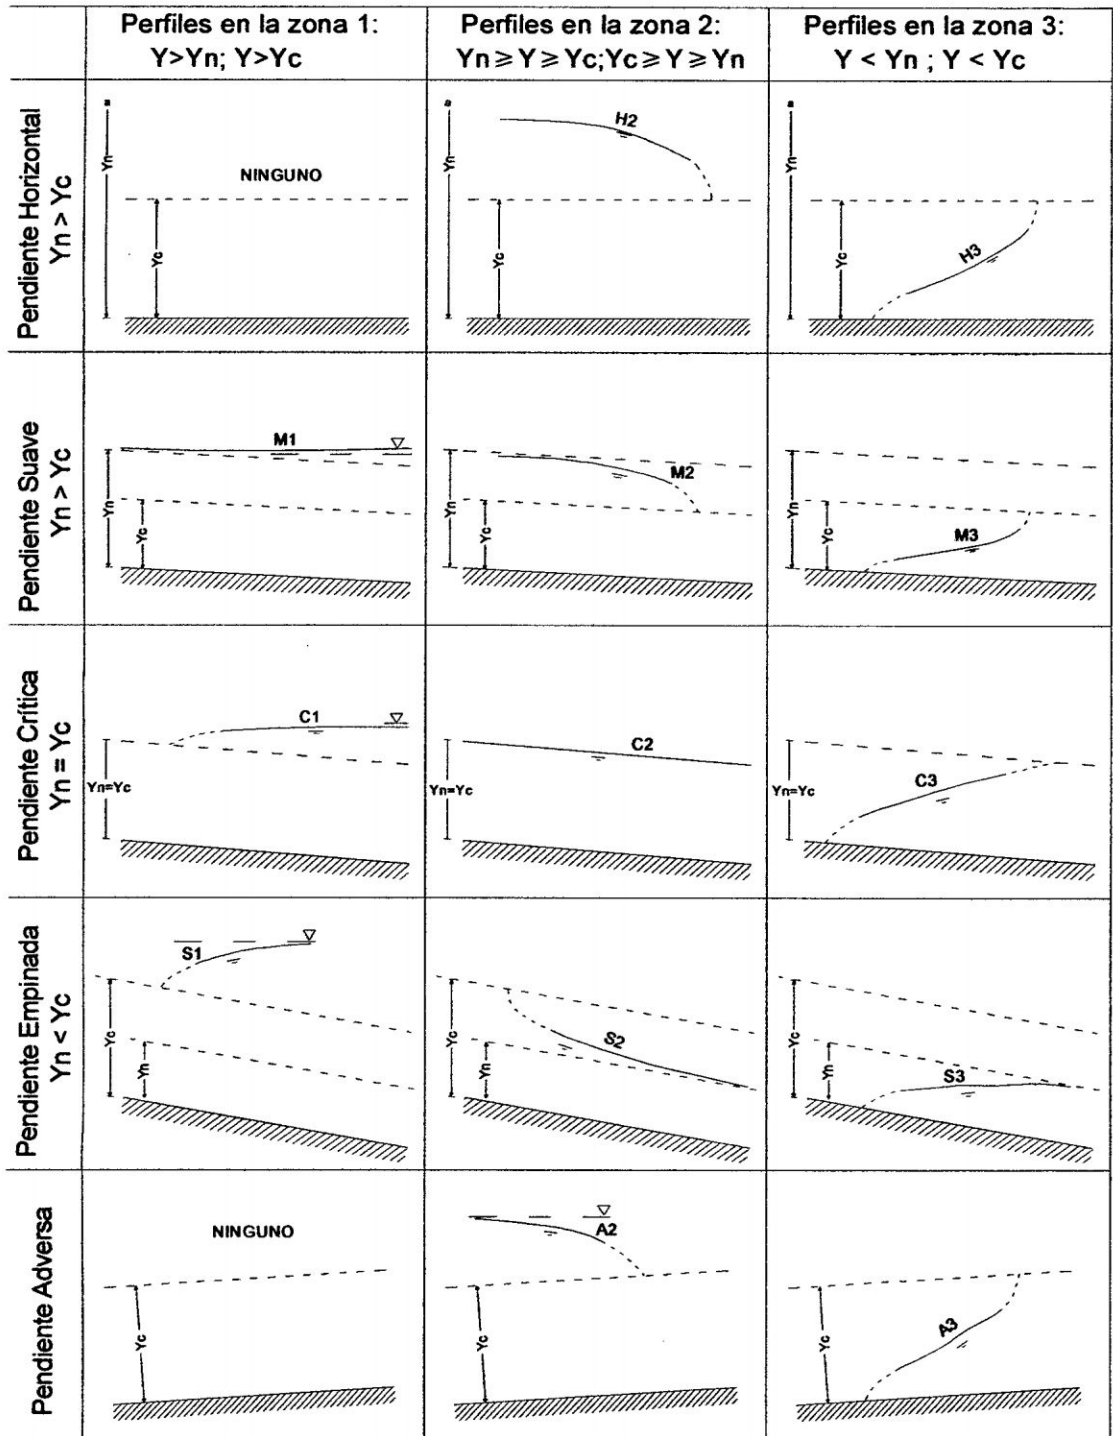 Perfiles en la zona 1:
Y>Yn; Y>Yc
Perfiles en la zona 2:
Yn ≥ Y ≥ Yc;Yc ≥ Y ≥ Yn
Perfiles en la zona 3:
Y < Yn ; Y < Yc
Pendiente Horizontal
Yn > Yc
Yn
Yc
NINGUNO
Yn
Yc
H2
Yn
Yc
H3
Pendiente Suave
Yn > Yc
Yn
Yc
M1
Yn
Yc
M2
Yn
Yc
M3
Pendiente Crítica
Yn = Yc
Yn=Yc
C1
Yn=Yc
C2
Yn=Yc
C3
Pendiente Empinada
Yn < Yc
Yc
Yn
S1
Yc
Yn
S2
Yc
Yn
S3
Pendiente Adversa
NINGUNO
Yc
A2
Yc
A3
Yc